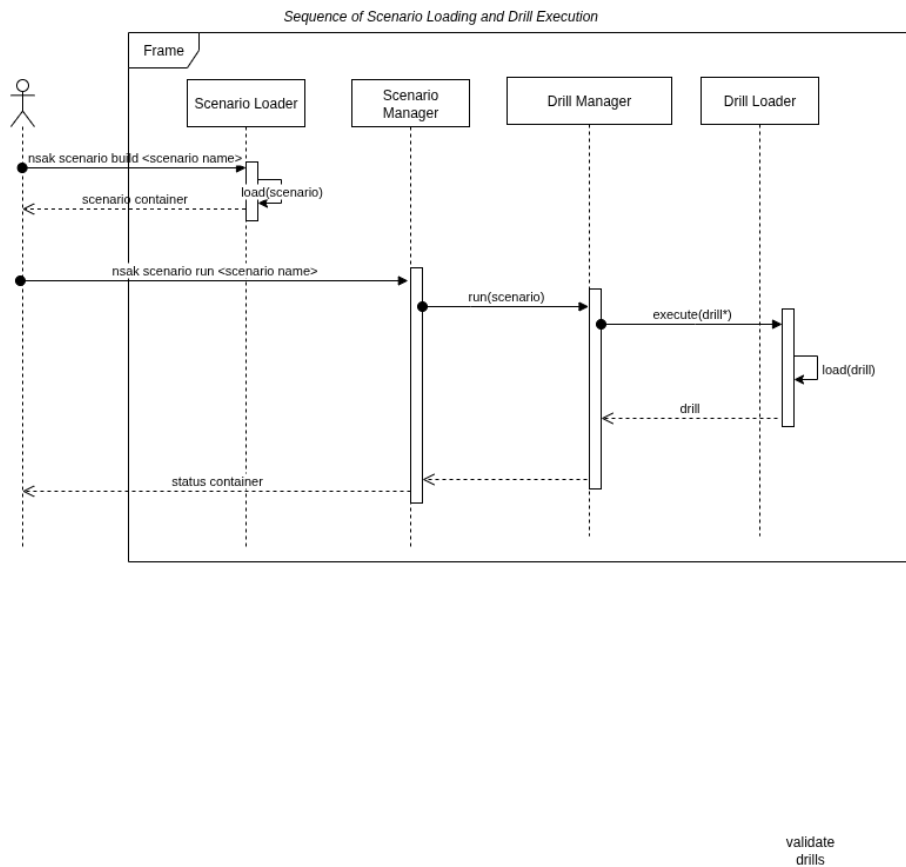 Sequence of Scenario Loading and Drill Execution
Frame
Scenario Loader
Scenario
Manager
Drill Manager
Drill Loader
nsak scenario build <scenario name>
load(scenario)
scenario container
nsak scenario run <scenario name>
run(scenario)
execute(drill*)
load(drill)
drill
status container
validate
drills